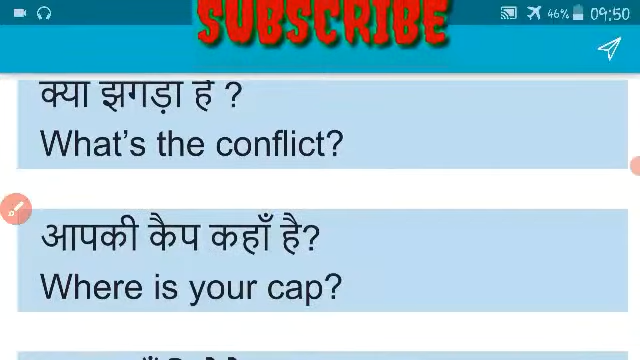 SUBSCRIBE
46% 09:50
क्या झगड़ा है ?
What's the conflict?
आपकी कैप कहाँ है?
Where is your cap?